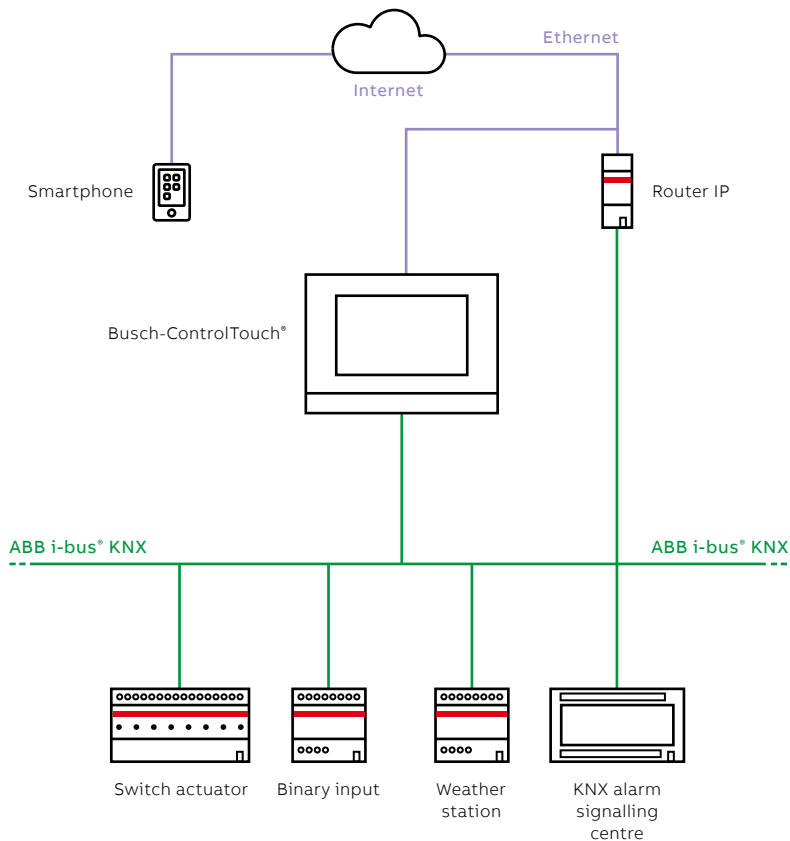 Ethernet
Internet
Smartphone
Router IP
Busch-ControlTouch®
ABB i-bus® KNX
ABB i-bus® KNX
Switch actuator
Binary input
Weather
station
KNX alarm
signalling
centre